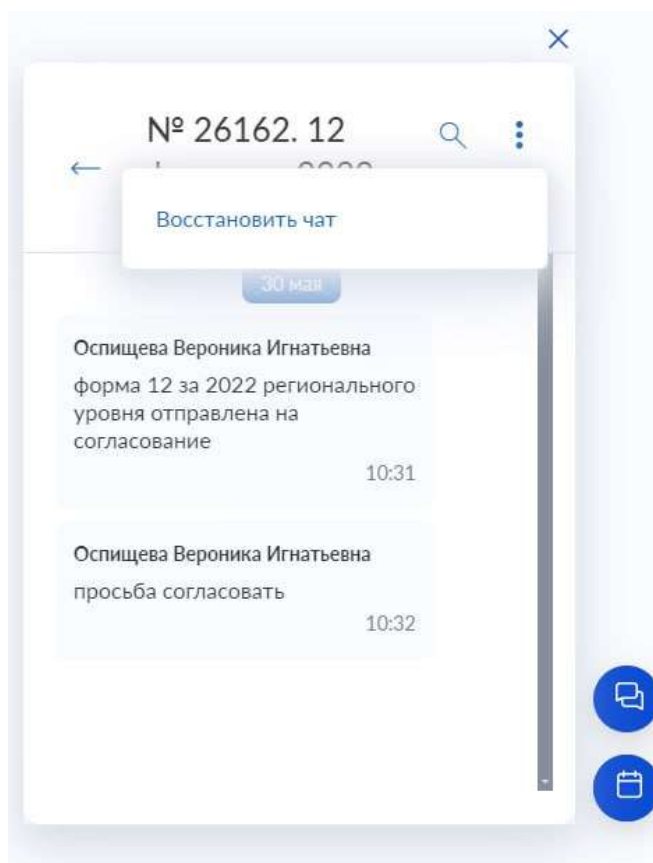 № 26162. 12
Восстановить чат
30 мая
Оспищева Вероника Игнатьевна
форма 12 за 2022 регионального
уровня отправлена на
согласование
10:31
Оспищева Вероника Игнатьевна
просьба согласовать
10:32